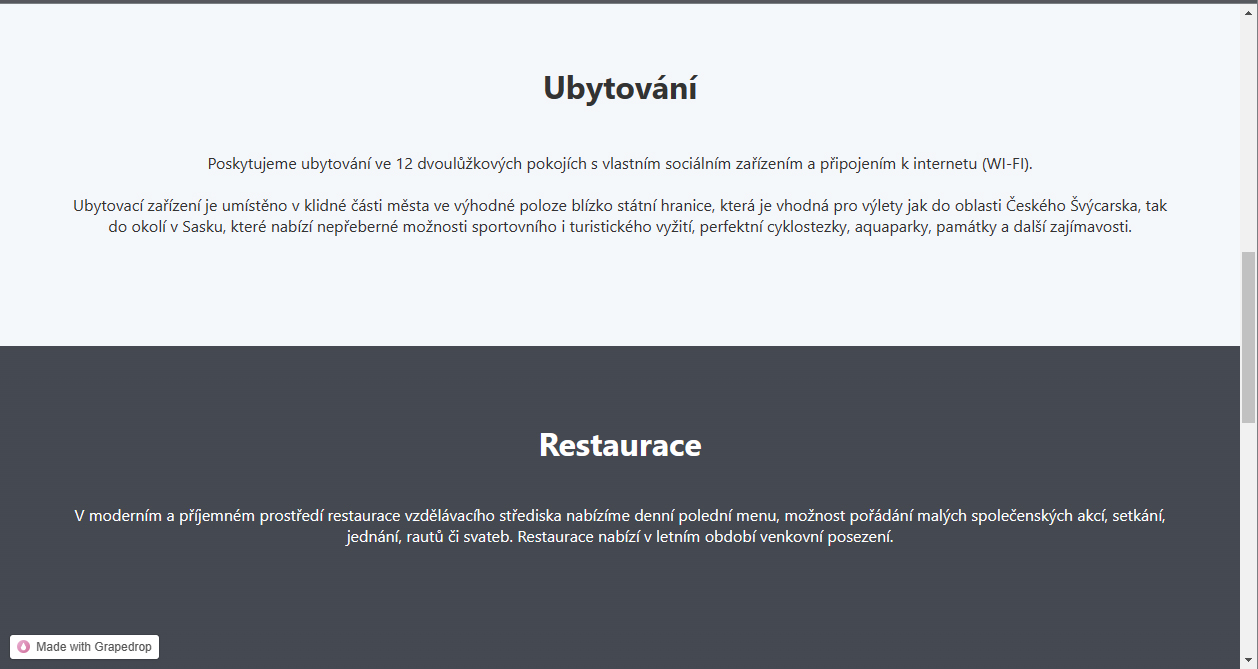 Ubytování
Poskytujeme ubytování ve 12 dvoulůžkových pokojích s vlastním sociálním zařízením a připojením k internetu (WI-FI).
Ubytovací zařízení je umístěno v klidné části města ve výhodné poloze blízko státní hranice, která je vhodná pro výlety jak do oblasti Českého Švýcarska, tak
do okolí v Sasku, které nabízí nepřeberné možnosti sportovního i turistického vyžití, perfektní cyklostezky, aquaparky, památky a další zajímavosti.
Restaurace
V moderním a příjemném prostředí restaurace vzdělávacího střediska nabízíme denní polední menu, možnost pořádání malých společenských akcí, setkání,
jednání, rautů či svateb. Restaurace nabízí v letním období venkovní posezení.
Made with Grapedrop